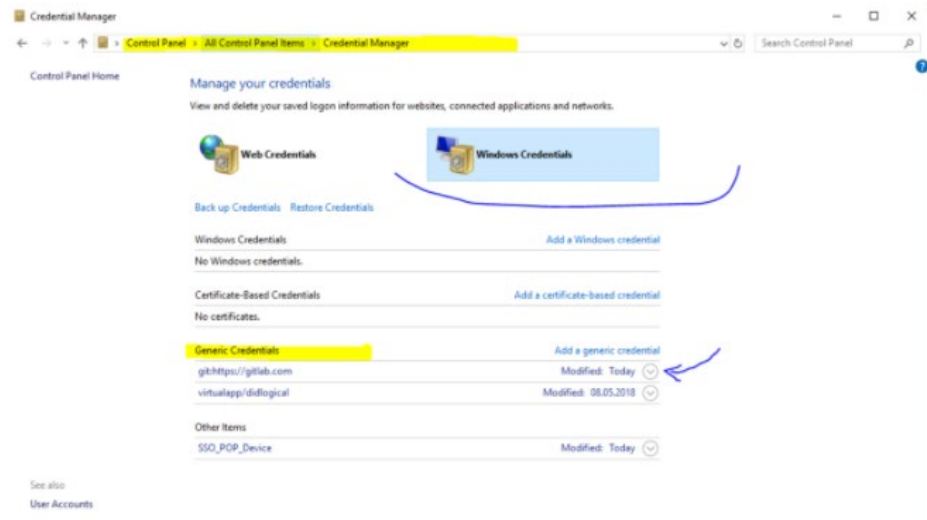 Credential Manager
Control Panel > All Control Panel Items > Credential Manager
Search Control Panel
Control Panel Home
Manage your credentials
View and delete your saved logon information for websites, connected applications and networks.
Web Credentials
Windows Credentials
Back up Credentials Restore Credentials
Windows Credentials Add a Windows credential
No Windows credentials.
Certificate-Based Credentials Add a certificate-based credential
No certificates.
Generic Credentials Add a generic credential
git:https://gitlab.com Modified: Today
virtualapp/didlogical Modified: 08.05.2018
Other Items
SSO_POP_Device Modified: Today
See also
User Accounts